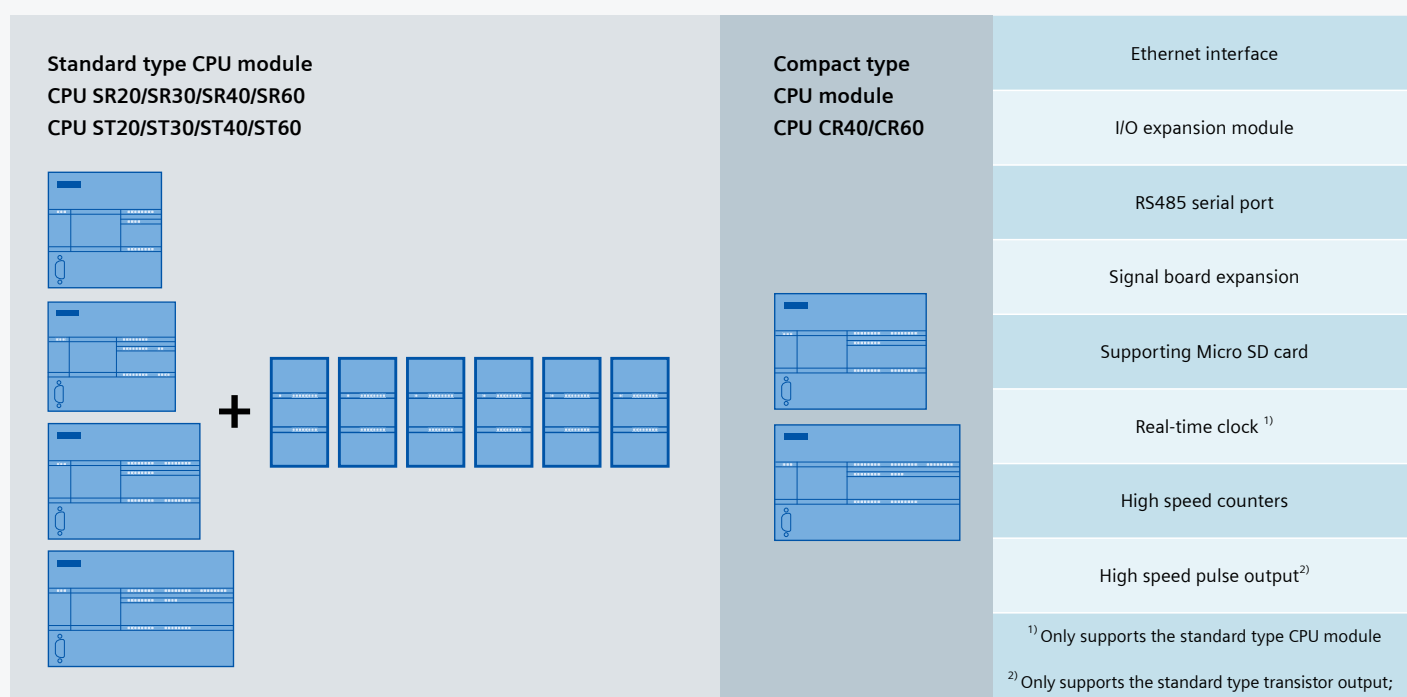 Standard type CPU module
CPU SR20/SR30/SR40/SR60
CPU ST20/ST30/ST40/ST60
+
Compact type
CPU module
CPU CR40/CR60
Ethernet interface
I/O expansion module
RS485 serial port
Signal board expansion
Supporting Micro SD card
Real-time clock 1)
High speed counters
High speed pulse output2)
1) Only supports the standard type CPU module
2) Only supports the standard type transistor output;